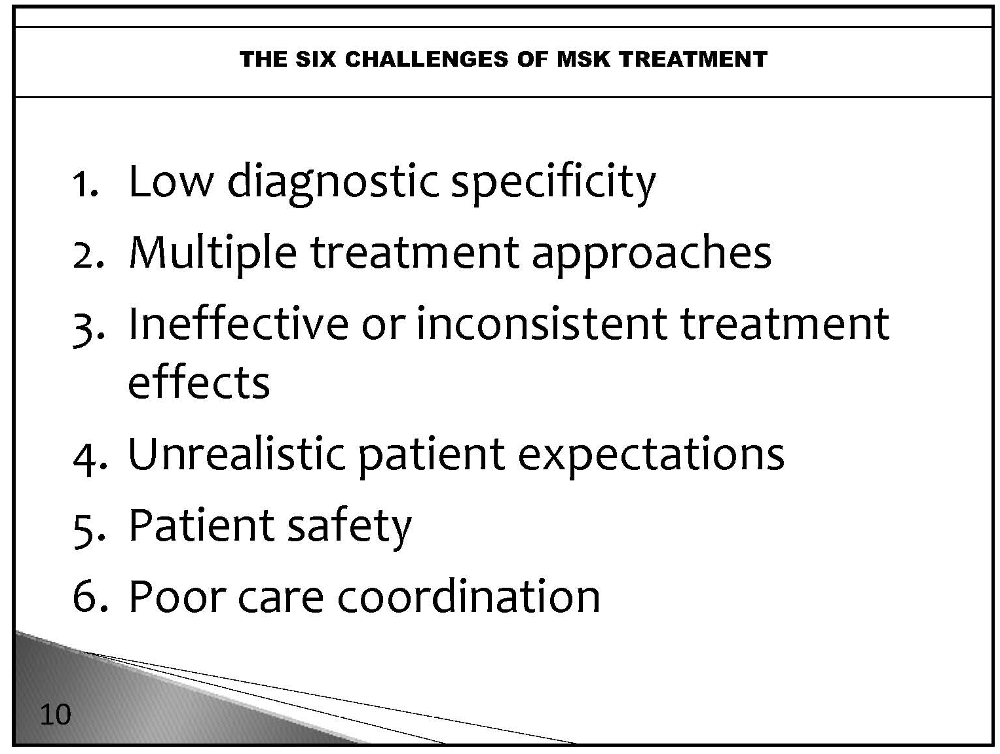 THE SIX CHALLENGES OF MSK TREATMENT
1. Low diagnostic specificity
2. Multiple treatment approaches
3. Ineffective or inconsistent treatment
effects
4. Unrealistic patient expectations
5. Patient safety
6. Poor care coordination
10